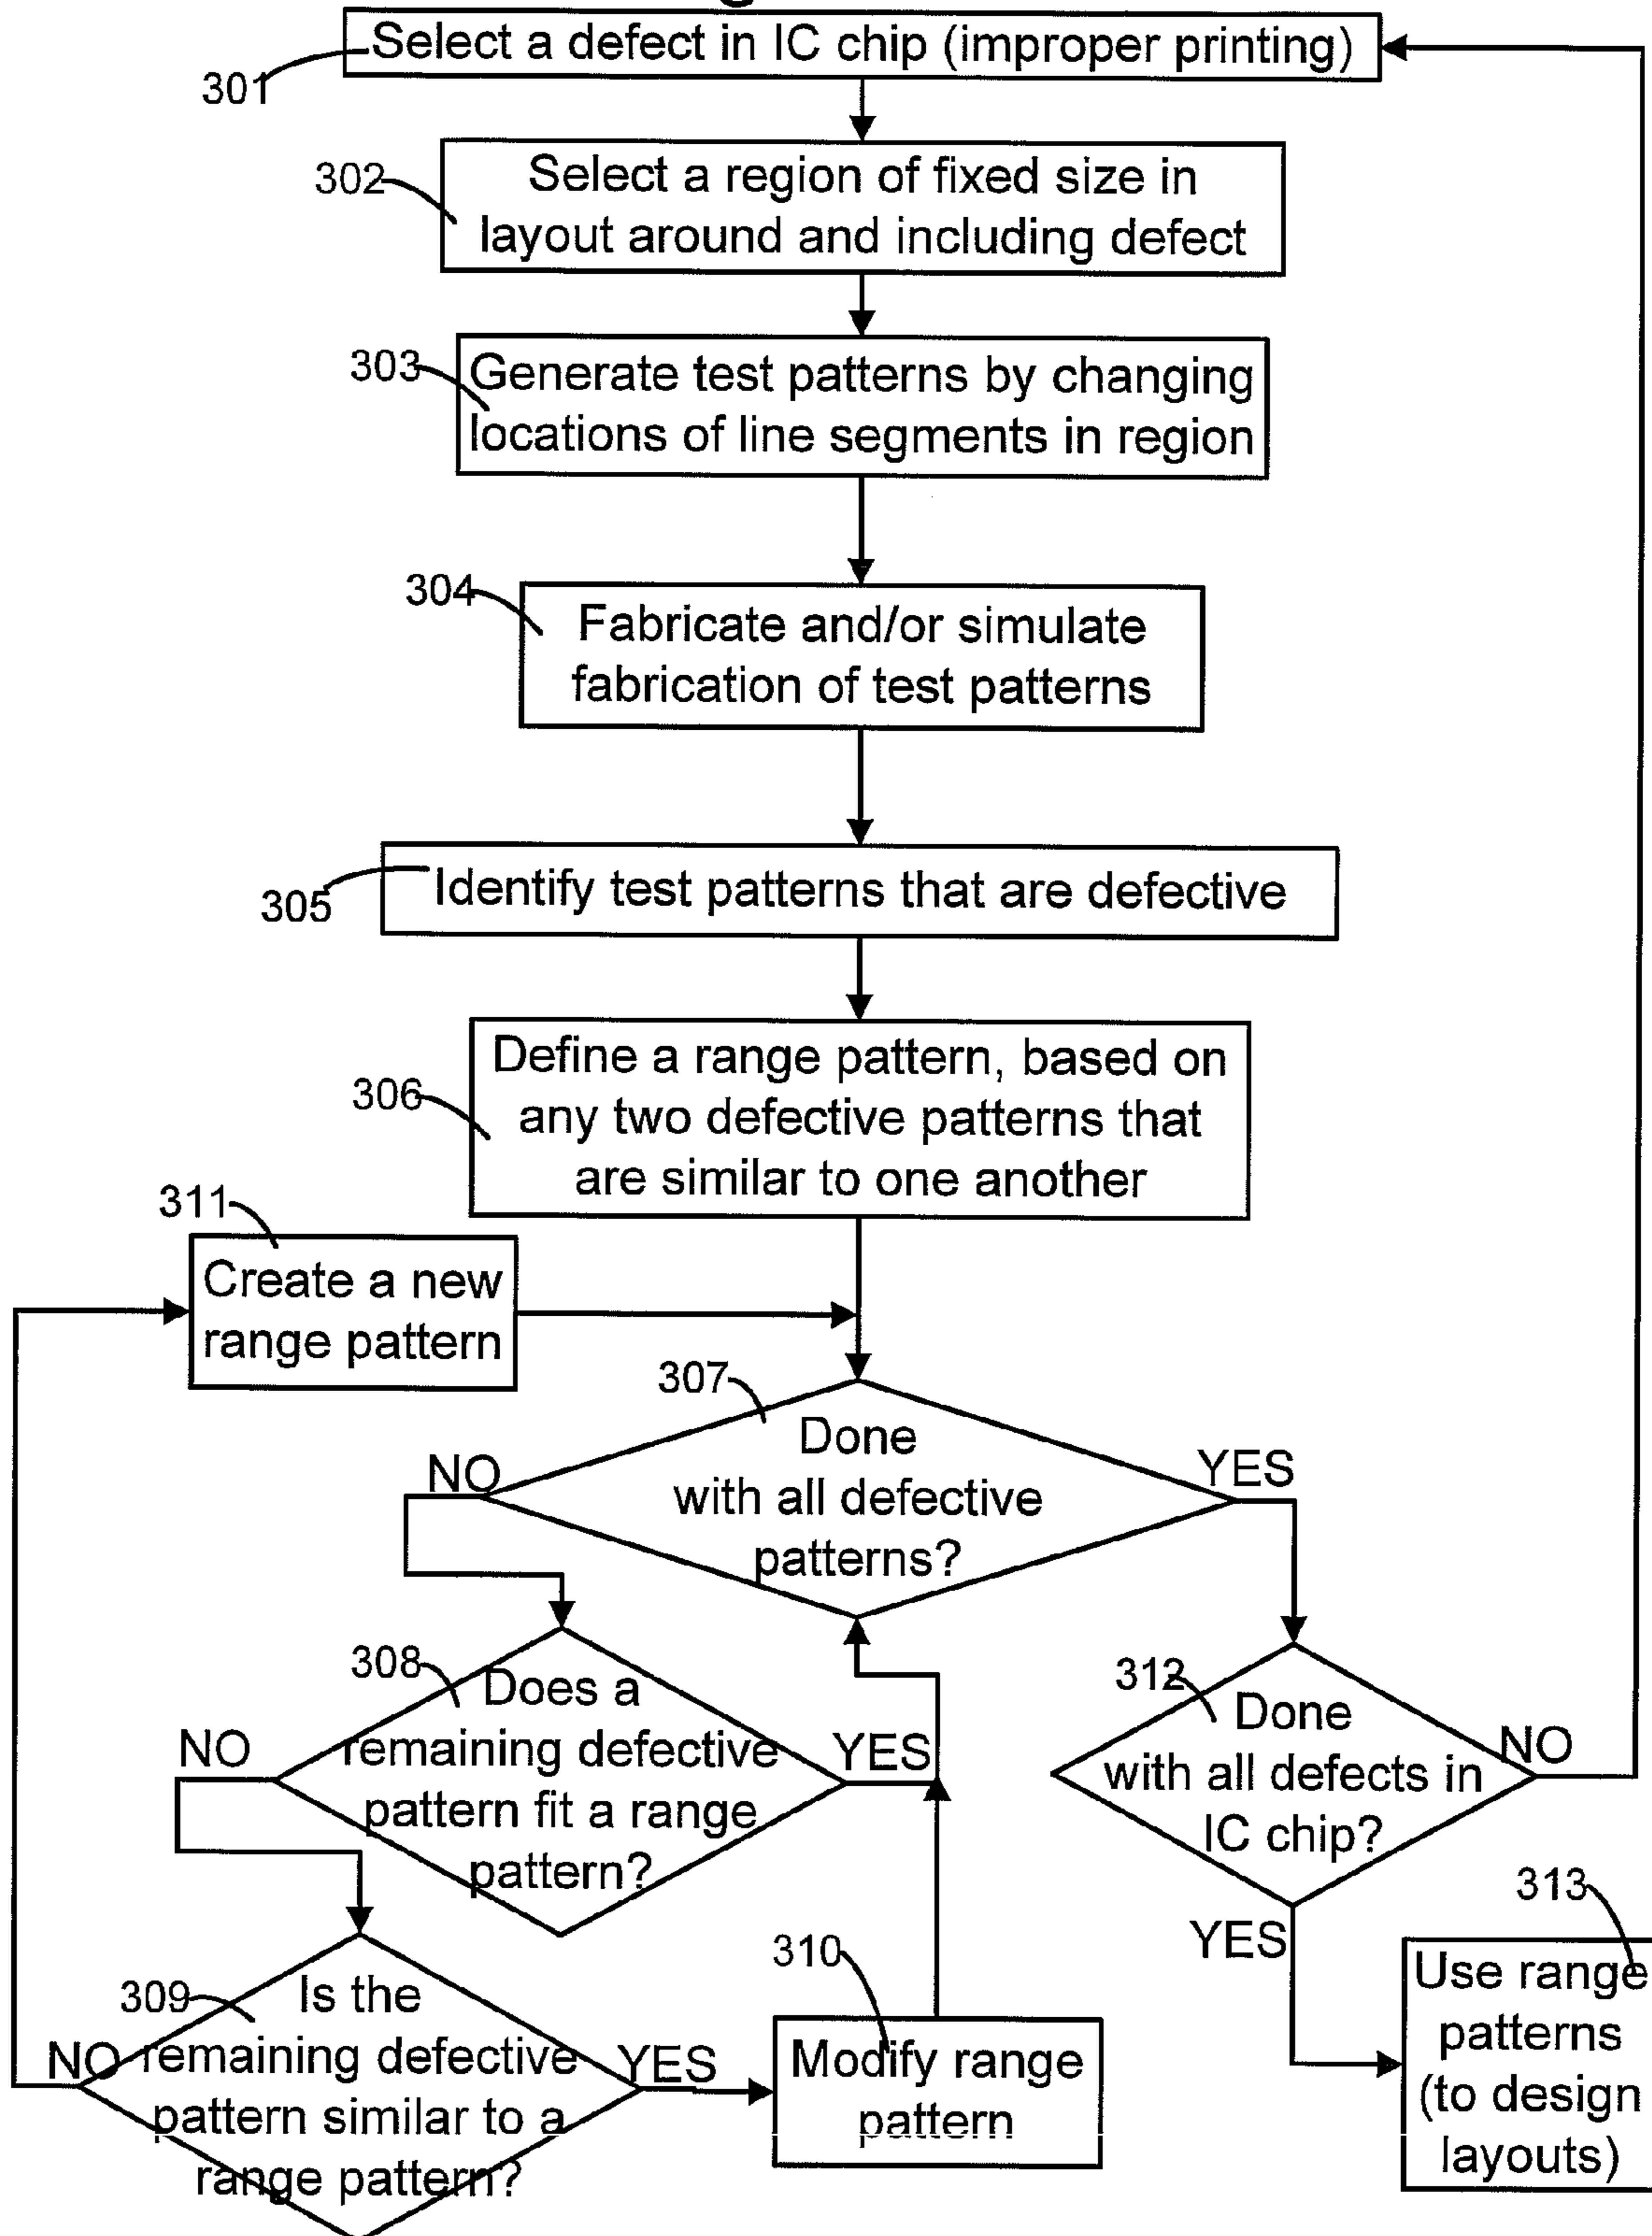 Select a defect in IC chip (improper printing)
301
302
Select a region of fixed size in
layout around and including defect
303
Generate test patterns by changing
locations of line segments in region
304
Fabricate and/or simulate
fabrication of test patterns
305
Identify test patterns that are defective
306
Define a range pattern, based on
any two defective patterns that
are similar to one another
311
Create a new
range pattern
307
Done
with all defective
patterns?
NO
YES
308
Does a
remaining defective
pattern fit a range
pattern?
NO
YES
312
Done
with all defects in
IC chip?
NO
YES
309
Is the
remaining defective
pattern similar to a
range pattern?
NO
YES
310
Modify range
pattern
313
Use range
patterns
(to design
layouts)